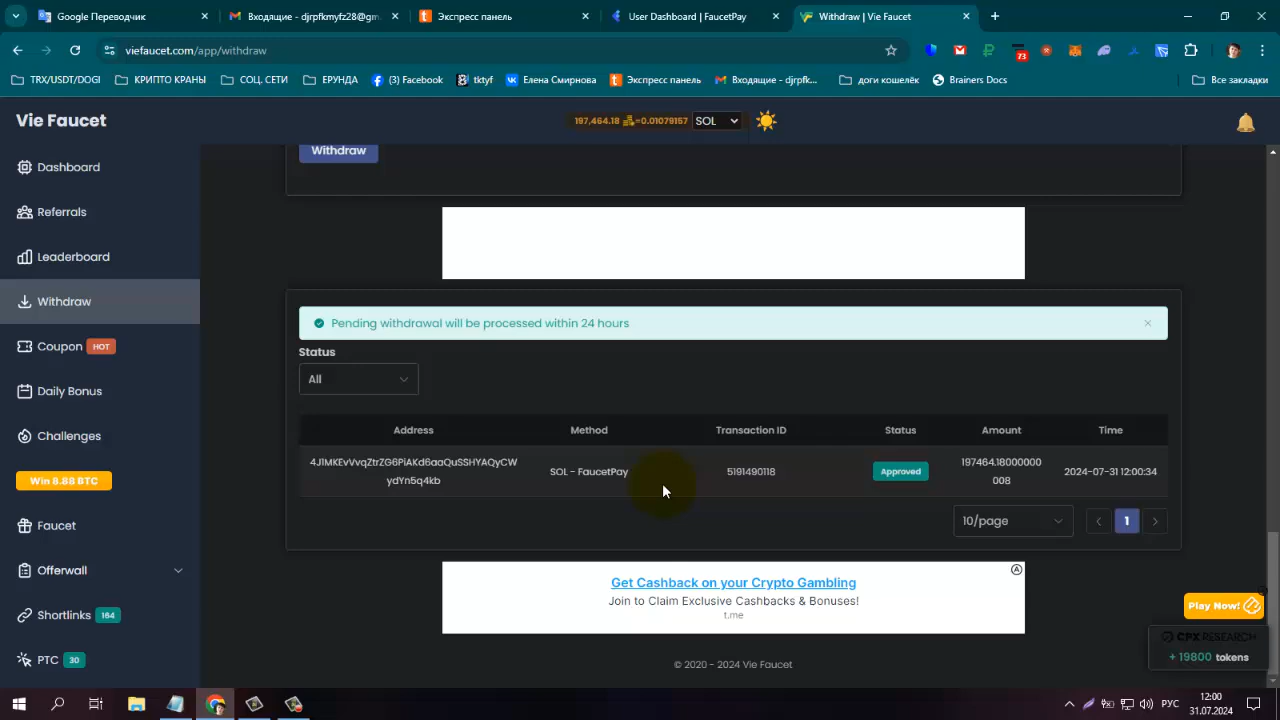 Google Переводчик
Входящие - djrpfkmyfz28@gm
Экспресс панель
User Dashboard | FaucetPay
Withdraw | Vie Faucet
viefaucet.com/app/withdraw
73
TRX/USDT/DOGI
КРИПТО КРАНЫ
СОЦ. СЕТИ
ЕРУНДА
(3) Facebook
tktyf
Елена Смирнова
Экспресс панель
Входящие - djrpfk...
доги кошелёк
Brainers Docs
Все закладки
Vie Faucet
197,464.18 =0.01079157 SOL
Dashboard
Referrals
Leaderboard
Withdraw
Coupon HOT
Daily Bonus
Challenges
Win 8.88 BTC
Faucet
Offerwall
Shortlinks 164
PTC 30
Withdraw
Pending withdrawal will be processed within 24 hours
Status
All
Address Method Transaction ID Status Amount Time
4J1MKEvVvqZtrZG6PiAKd6aaQuSSHYAQyCW
ydYn5q4kb
SOL - FaucetPay
5191490118
Approved
197464.18000000
008
2024-07-31 12:00:34
10/page
1
Get Cashback on your Crypto Gambling
Join to Claim Exclusive Cashbacks & Bonuses!
t.me
Play Now!
CPX RESEARCH
+ 19800 tokens
© 2020 - 2024 Vie Faucet
РУС
12:00
31.07.2024